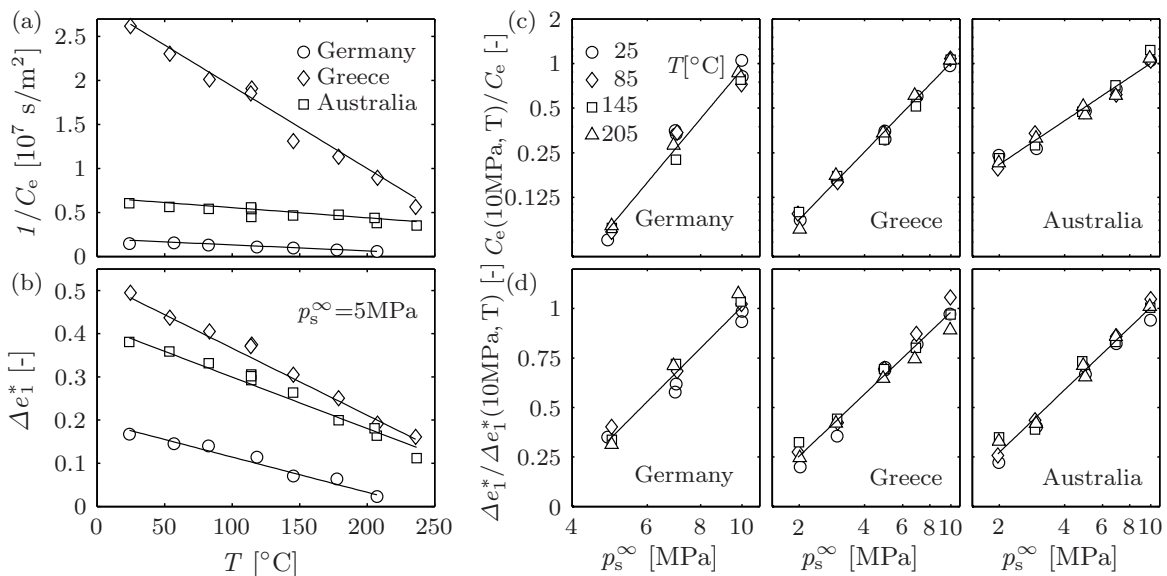 (a)
2.5
2
1.5
1
0.5
0
1/Cₑ [10⁷ s/m²]
Germany
Greece
Australia
(b)
0.5
0.4
0.3
0.2
0.1
0
Δe₁* [-]
pₛ^∞=5MPa
0 50 100 150 200 250
T [°C]
(c)
2
1
0.5
0.25
0.125
Cₑ(10MPa, T)/Cₑ [-]
T[°C]
25
85
145
205
Germany
Greece
Australia
(d)
1
0.75
0.5
0.25
0
Δe₁*/Δe₁*(10MPa, T) [-]
Germany
Greece
Australia
4 6 8 10
2 4 6 8 10
2 4 6 8 10
pₛ^∞ [MPa]
pₛ^∞ [MPa]
pₛ^∞ [MPa]